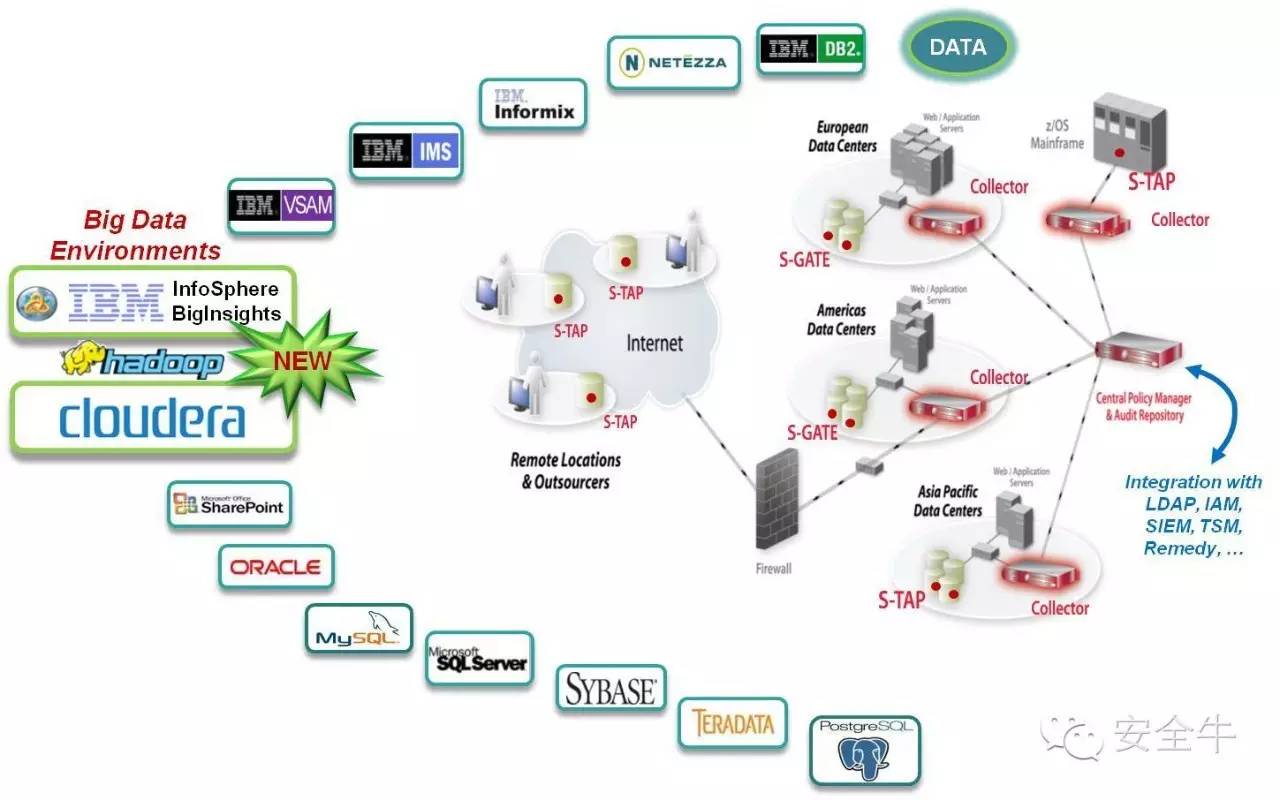 DATA
IBM DB2.
N NETEZZA
IBM
Informix
IBM IMS
IBM VSAM
Big Data
Environments
IBM InfoSphere
BigInsights
hadoop
NEW
cloudera
Microsoft Office
SharePoint
ORACLE
MySQL
Microsoft
SQL Server
SYBASE
TERADATA
PostgreSQL
S-TAP
S-TAP
S-TAP
Internet
Remote Locations
& Outsourcers
Firewall
European
Data Centers
Web / Application
Servers
Collector
S-GATE
z/OS
Mainframe
S-TAP
Collector
Americas
Data Centers
Web / Application
Servers
Collector
S-GATE
Central Policy Manager
& Audit Repository
Asia Pacific
Data Centers
Web / Application
Servers
S-TAP
Collector
Integration with
LDAP, IAM,
SIEM, TSM,
Remedy, ...
安全牛